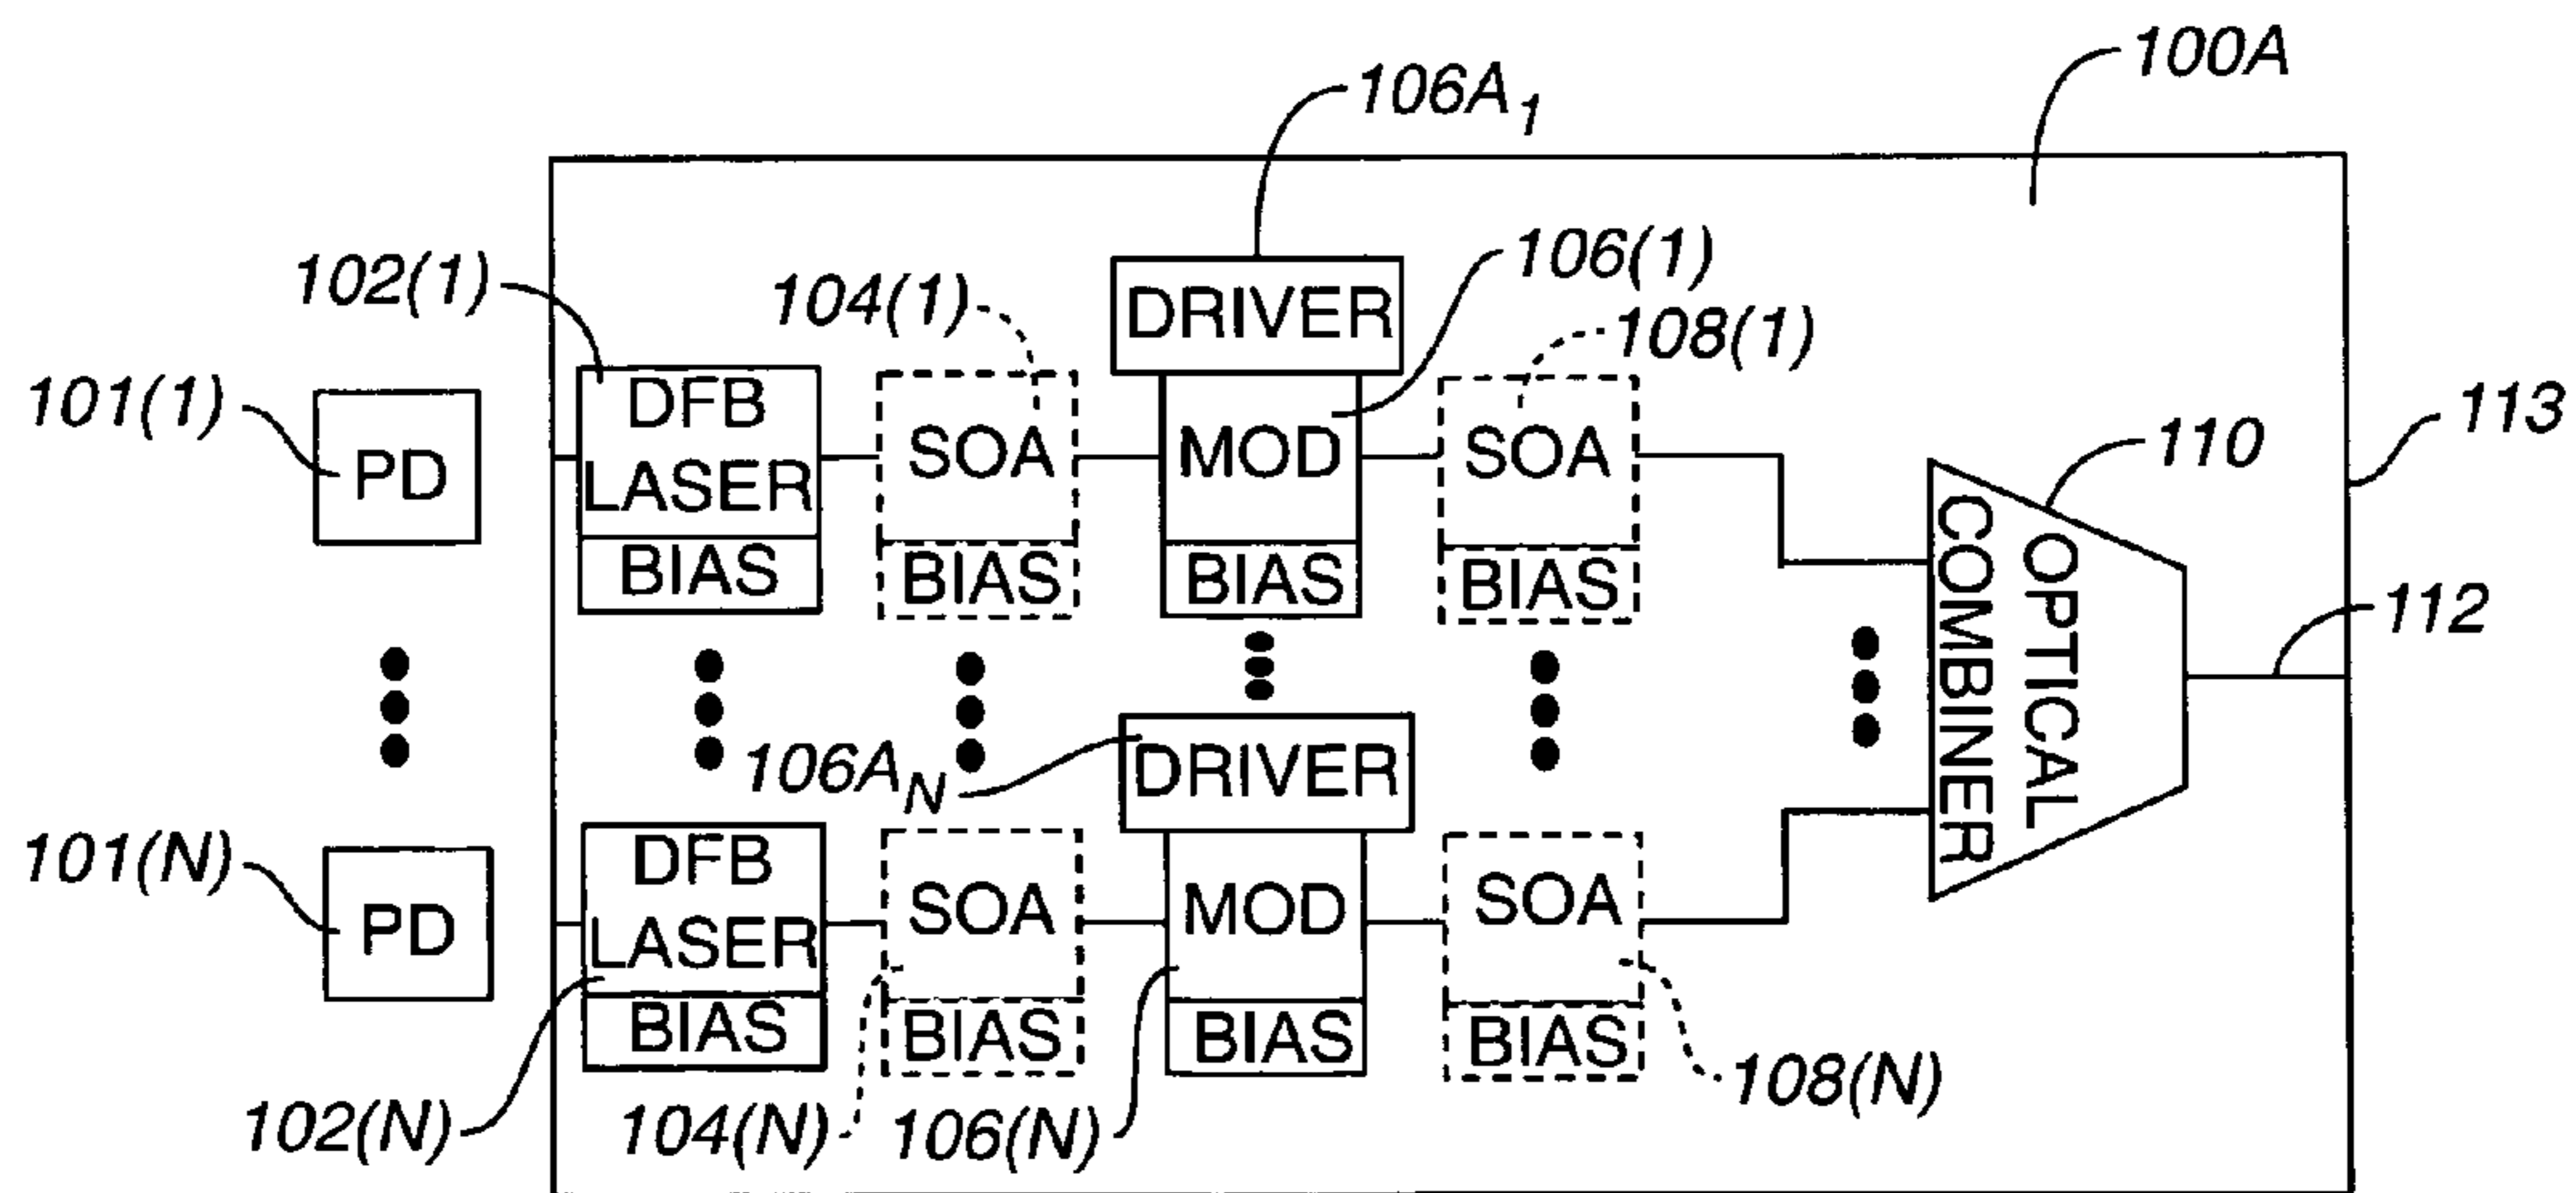 100A
106A1
102(1)
104(1)
DRIVER
106(1)
108(1)
101(1)
PD
DFB
LASER
BIAS
SOA
BIAS
MOD
BIAS
SOA
BIAS
110
113
OPTICAL
COMBINER
112
106AN
DRIVER
101(N)
PD
DFB
LASER
BIAS
SOA
BIAS
MOD
BIAS
SOA
BIAS
102(N)
104(N)
106(N)
108(N)